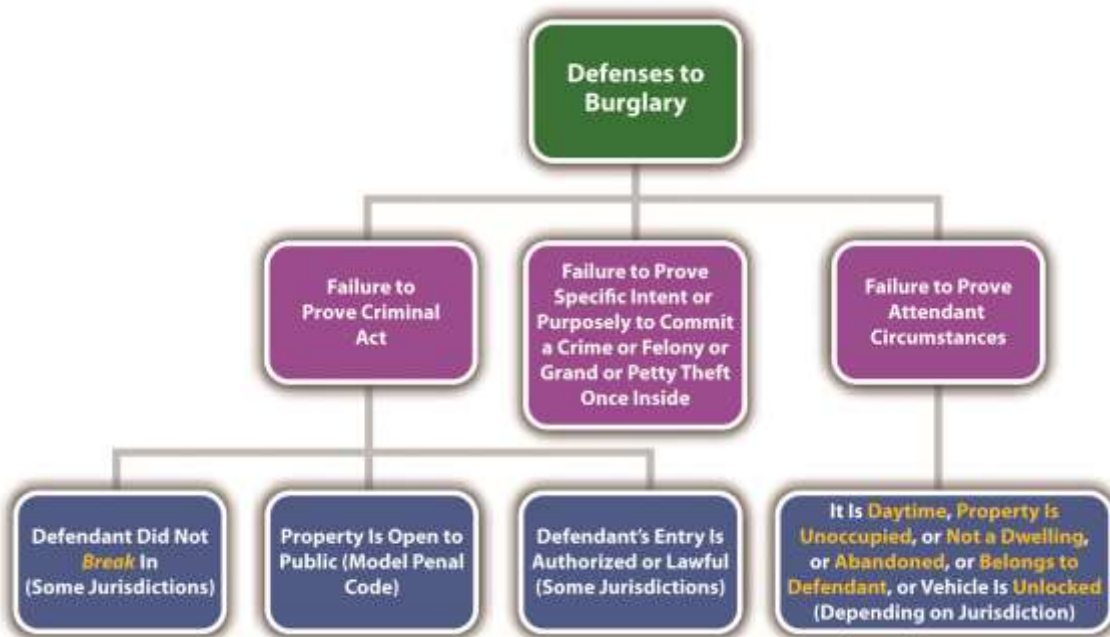 Defenses to
Burglary
Failure to
Prove Criminal
Act
Failure to Prove
Specific Intent or
Purposely to Commit
a Crime or Felony or
Grand or Petty Theft
Once Inside
Failure to Prove
Attendant
Circumstances
Defendant Did Not
Break In
(Some Jurisdictions)
Property Is Open to
Public (Model Penal
Code)
Defendant's Entry Is
Authorized or Lawful
(Some Jurisdictions)
It Is Daytime, Property Is
Unoccupied, or Not a Dwelling,
or Abandoned, or Belongs to
Defendant, or Vehicle Is Unlocked
(Depending on Jurisdiction)